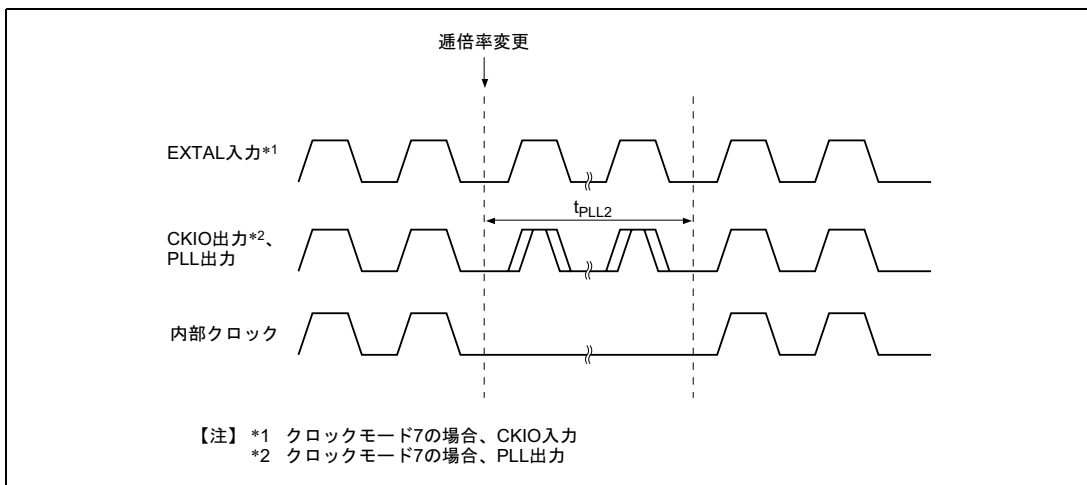 逓倍率変更
EXTAL入力*1
tPLL2
CKIO出力*2、
PLL出力
内部クロック
【注】 *1 クロックモード7の場合、CKIO入力
*2 クロックモード7の場合、PLL出力